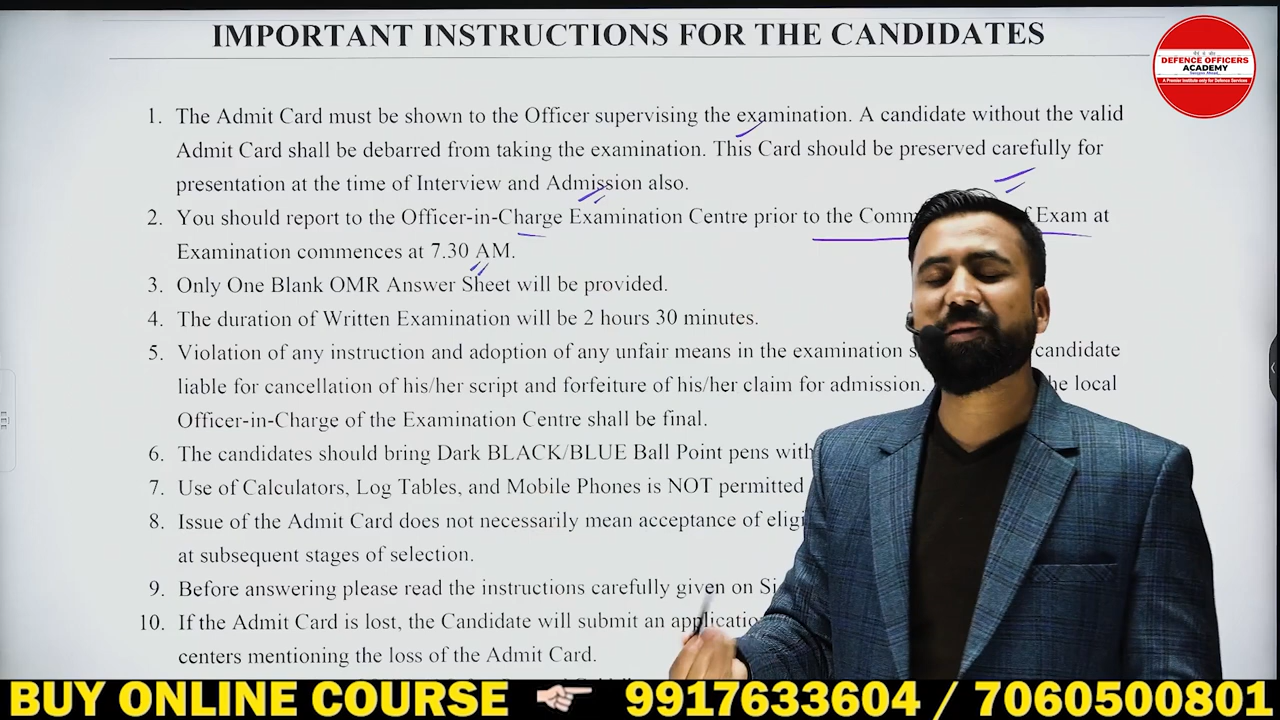 IMPORTANT INSTRUCTIONS FOR THE CANDIDATES
DEFENCE OFFICERS
ACADEMY
A Premier Institute only for Defence Services
1. The Admit Card must be shown to the Officer supervising the examination. A candidate without the valid
Admit Card shall be debarred from taking the examination. This Card should be preserved carefully for
presentation at the time of Interview and Admission also.
2. You should report to the Officer-in-Charge Examination Centre prior to the Comm Exam at
Examination commences at 7.30 AM.
3. Only One Blank OMR Answer Sheet will be provided.
4. The duration of Written Examination will be 2 hours 30 minutes.
5. Violation of any instruction and adoption of any unfair means in the examination s candidate
liable for cancellation of his/her script and forfeiture of his/her claim for admission. he local
Officer-in-Charge of the Examination Centre shall be final.
6. The candidates should bring Dark BLACK/BLUE Ball Point pens with
7. Use of Calculators, Log Tables, and Mobile Phones is NOT permitted
8. Issue of the Admit Card does not necessarily mean acceptance of eligi
at subsequent stages of selection.
9. Before answering please read the instructions carefully given on Si
10. If the Admit Card is lost, the Candidate will submit an applicatio
centers mentioning the loss of the Admit Card.
BUY ONLINE COURSE 9917633604 / 7060500801